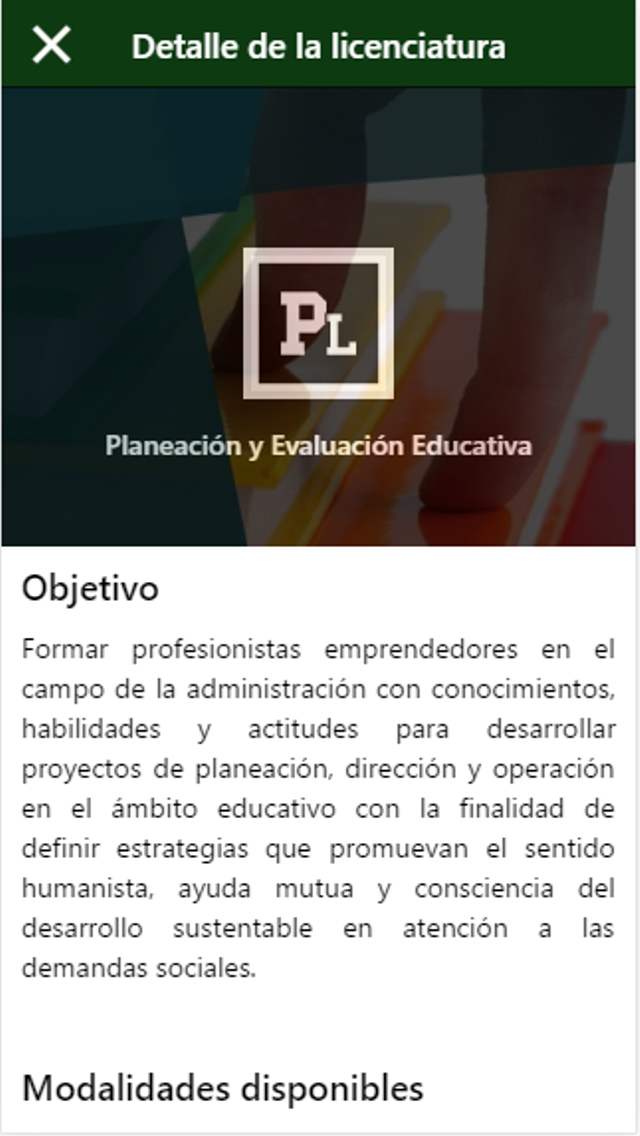 Detalle de la licenciatura
PL
Planeación y Evaluación Educativa
Objetivo
Formar profesionistas emprendedores en el
campo de la administración con conocimientos,
habilidades y actitudes para desarrollar
proyectos de planeación, dirección y operación
en el ámbito educativo con la finalidad de
definir estrategias que promuevan el sentido
humanista, ayuda mutua y consciencia del
desarrollo sustentable en atención a las
demandas sociales.
Modalidades disponibles